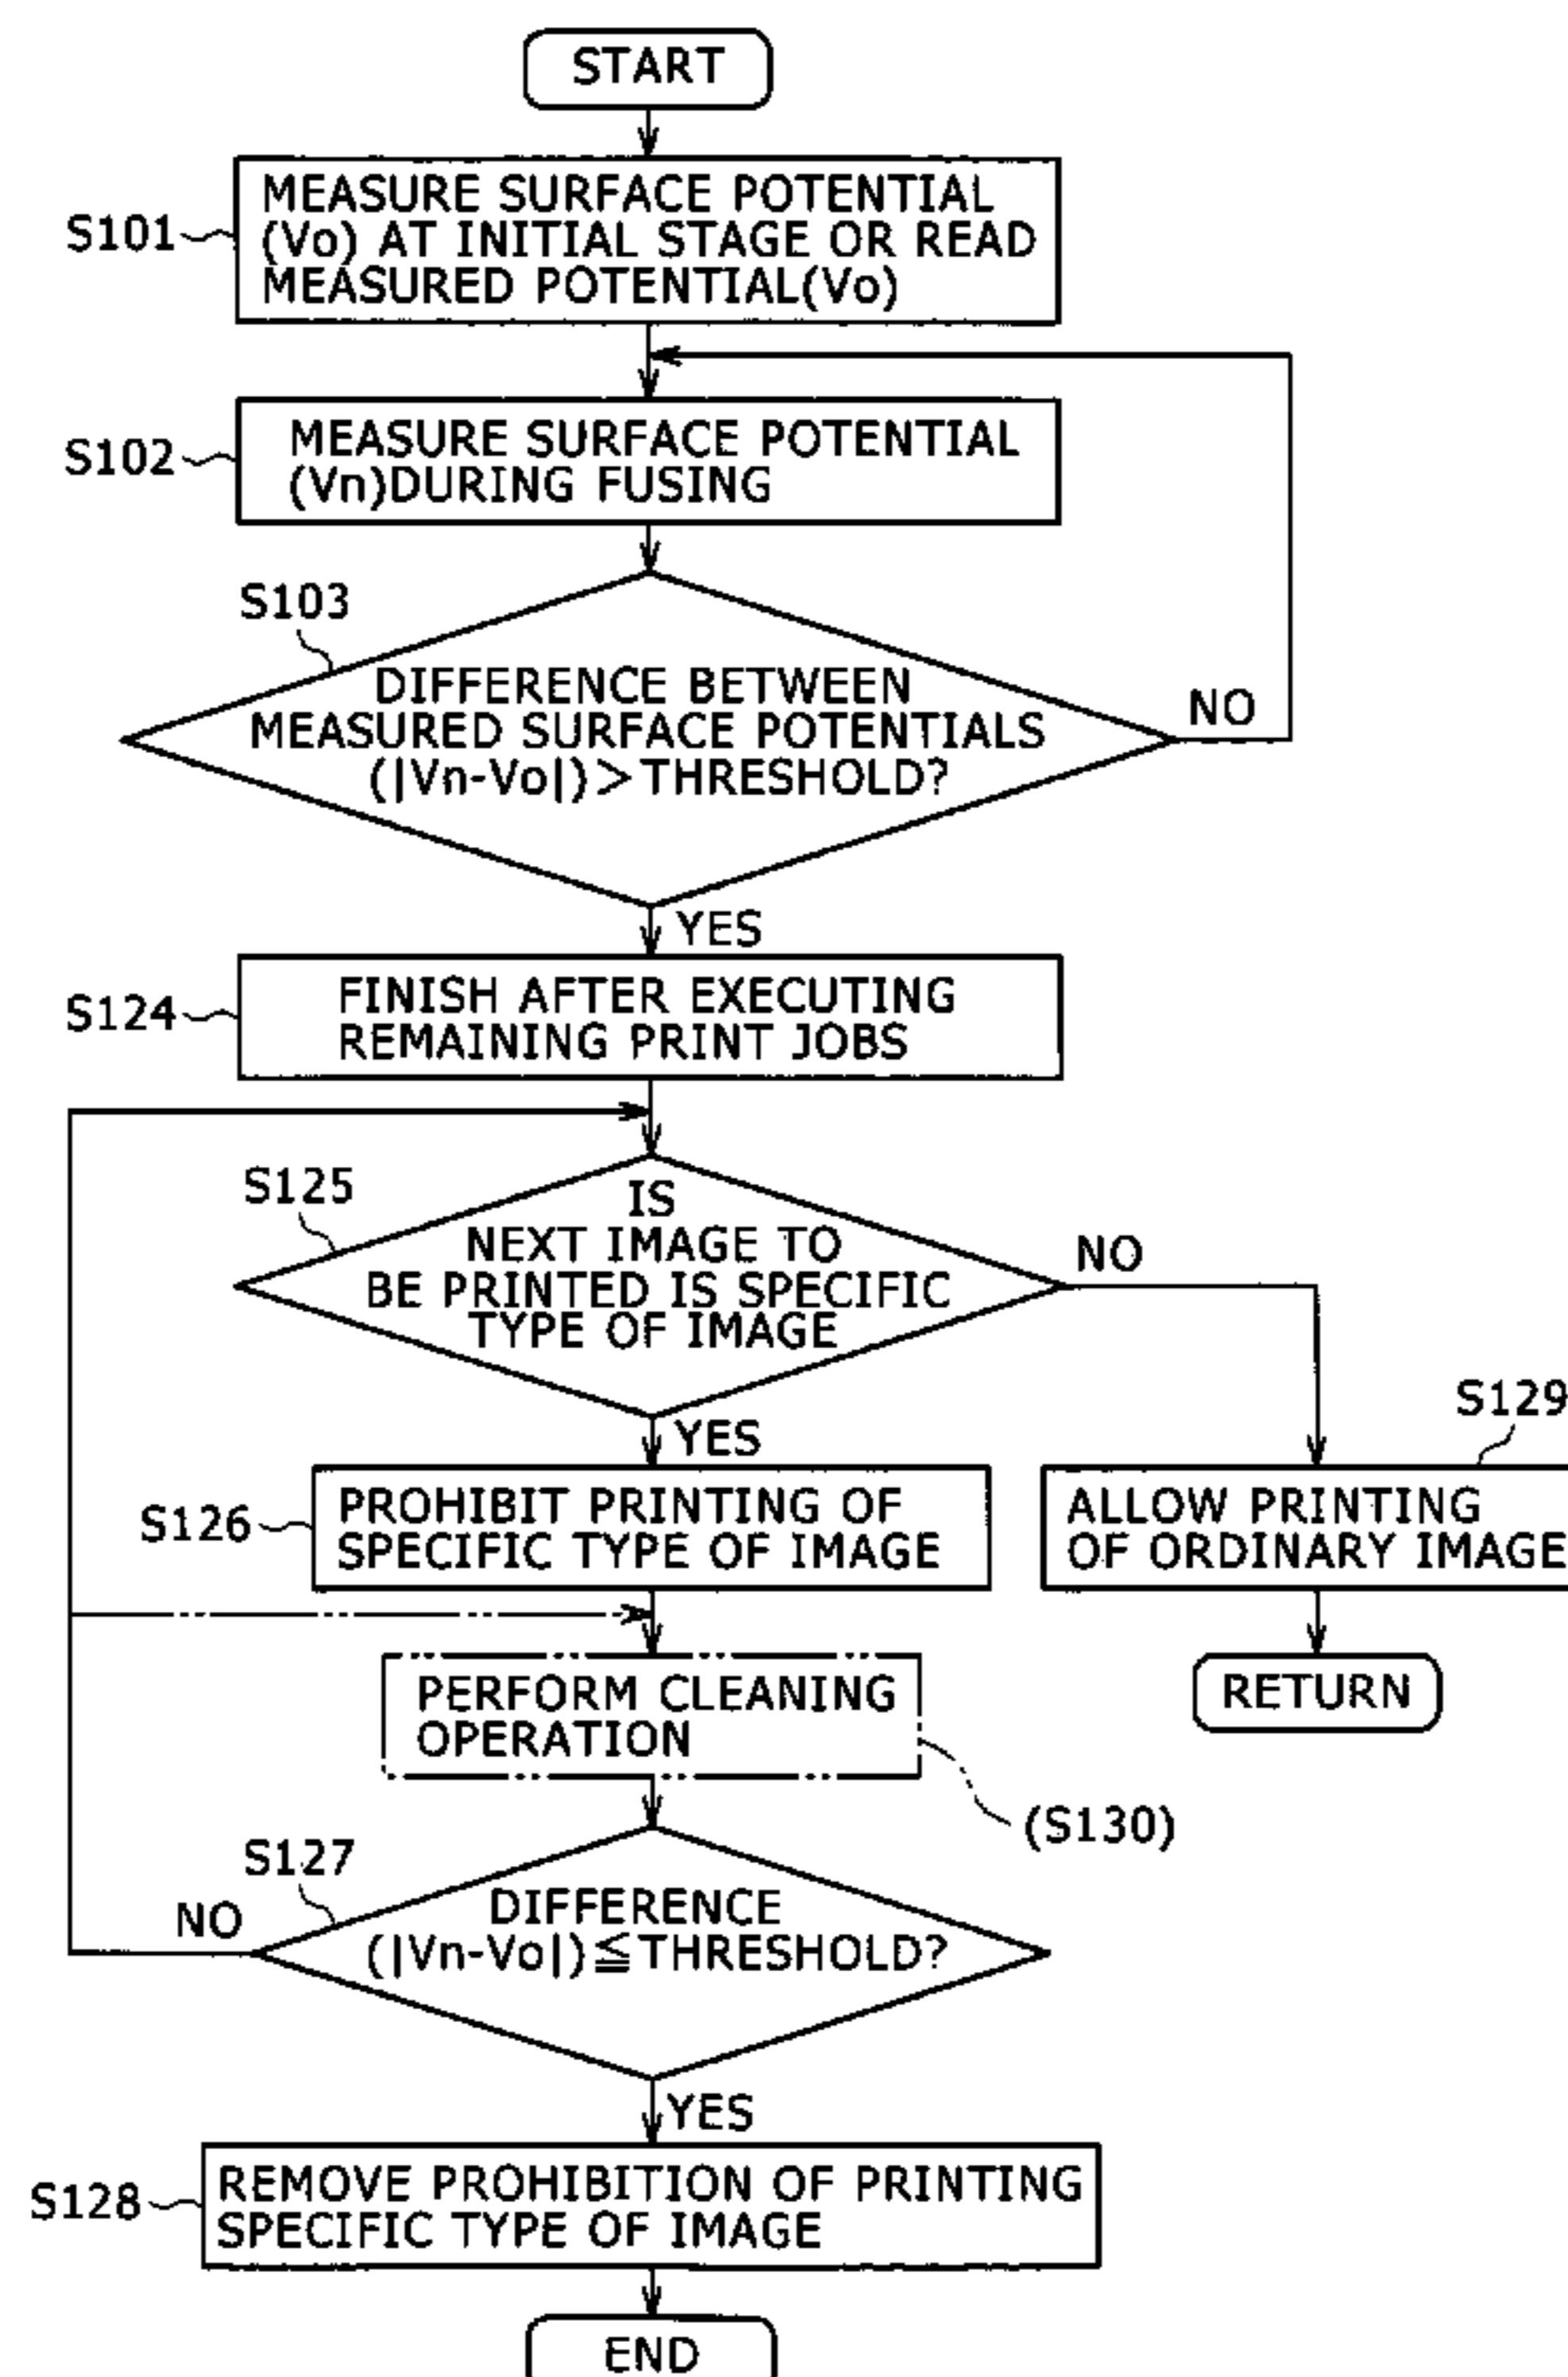 START
S101
MEASURE SURFACE POTENTIAL
(Vo) AT INITIAL STAGE OR READ
MEASURED POTENTIAL(Vo)
S102
MEASURE SURFACE POTENTIAL
(Vn)DURING FUSING
S103
DIFFERENCE BETWEEN
MEASURED SURFACE POTENTIALS
(|Vn-Vo|)>THRESHOLD?
NO
YES
S124
FINISH AFTER EXECUTING
REMAINING PRINT JOBS
S125
IS
NEXT IMAGE TO
BE PRINTED IS SPECIFIC
TYPE OF IMAGE
NO
YES
S129
S126
PROHIBIT PRINTING OF
SPECIFIC TYPE OF IMAGE
ALLOW PRINTING
OF ORDINARY IMAGE
PERFORM CLEANING
OPERATION
RETURN
(S130)
S127
NO
DIFFERENCE
(|Vn-Vo|)≦THRESHOLD?
YES
S128
REMOVE PROHIBITION OF PRINTING
SPECIFIC TYPE OF IMAGE
END